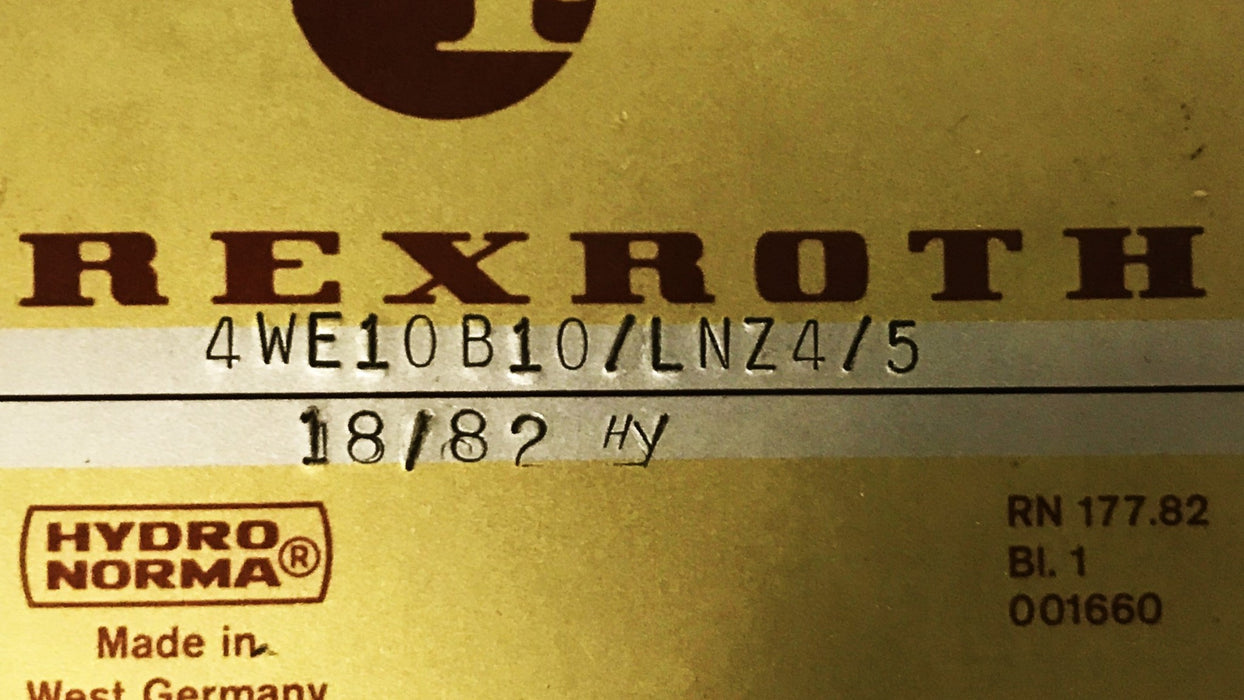 REXROTH
4WE10B10/LNZ4/5
18/82 Hy
HYDRO
NORMA®
RN 177.82
Bl. 1
001660
Made in
West Germany